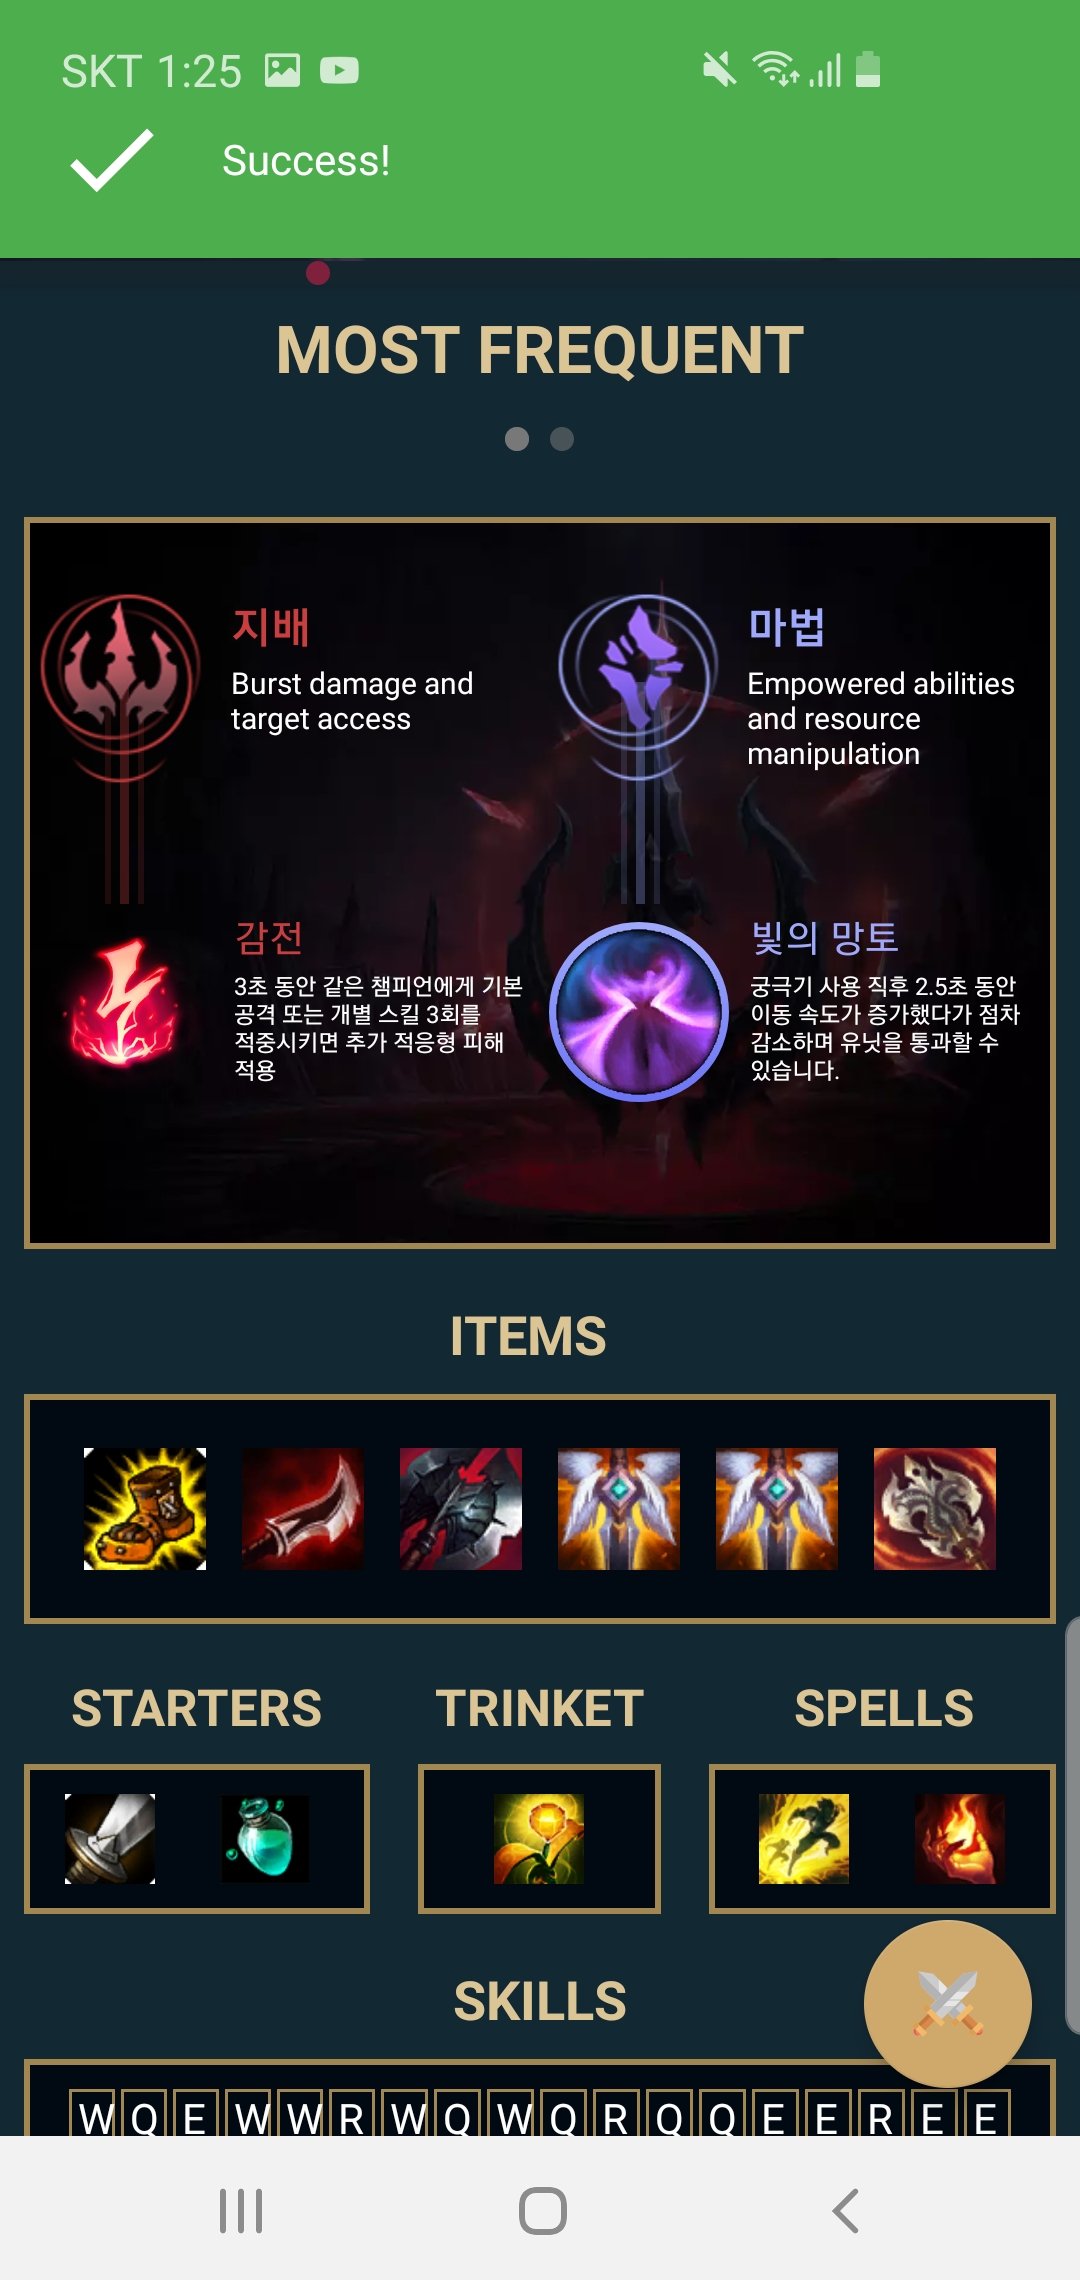 SKT 1:25
Success!
MOST FREQUENT
지배
Burst damage and
target access
마법
Empowered abilities
and resource
manipulation
감전
3초 동안 같은 챔피언에게 기본
공격 또는 개별 스킬 3회를
적중시키면 추가 적응형 피해
적용
빛의 망토
궁극기 사용 직후 2.5초 동안
이동 속도가 증가했다가 점차
감소하며 유닛을 통과할 수
있습니다.
ITEMS
STARTERS
TRINKET
SPELLS
SKILLS
W Q E W W R W Q W Q R Q Q E E R E E